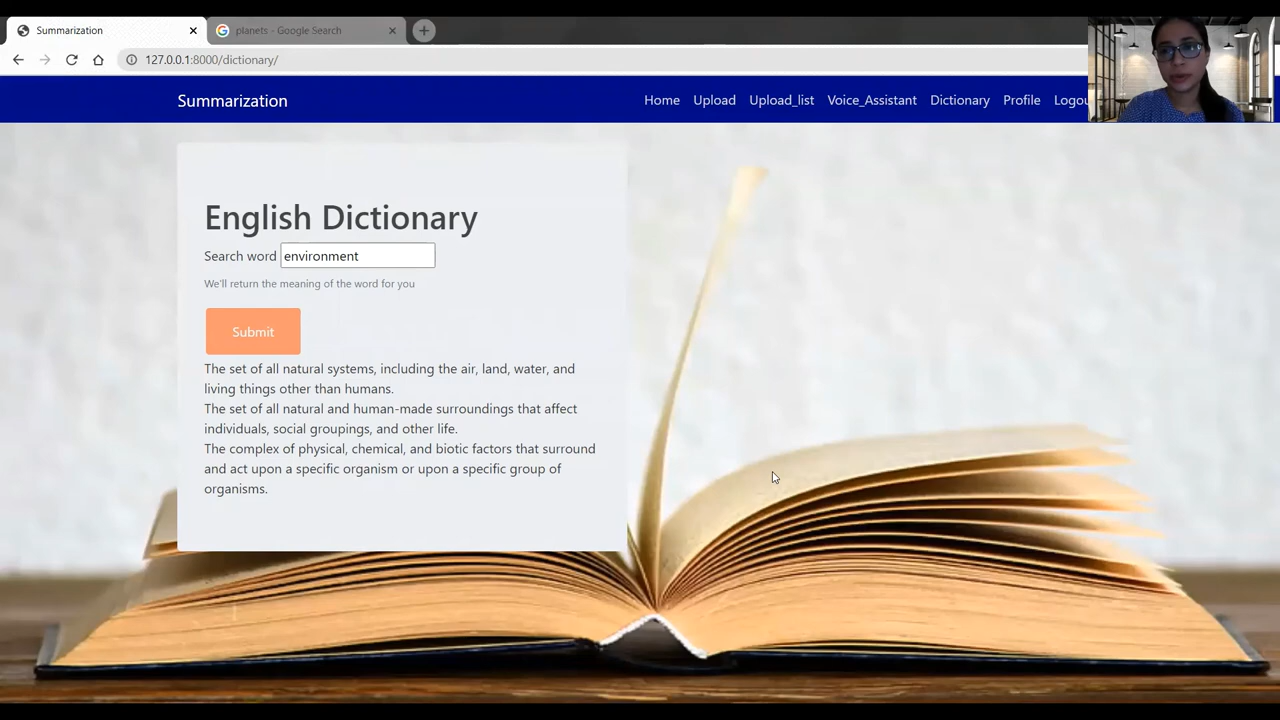 Summarization
planets - Google Search
127.0.0.1:8000/dictionary/
Summarization
Home Upload Upload_list Voice_Assistant Dictionary Profile Logou
English Dictionary
Search word environment
We'll return the meaning of the word for you
Submit
The set of all natural systems, including the air, land, water, and
living things other than humans.
The set of all natural and human-made surroundings that affect
individuals, social groupings, and other life.
The complex of physical, chemical, and biotic factors that surround
and act upon a specific organism or upon a specific group of
organisms.